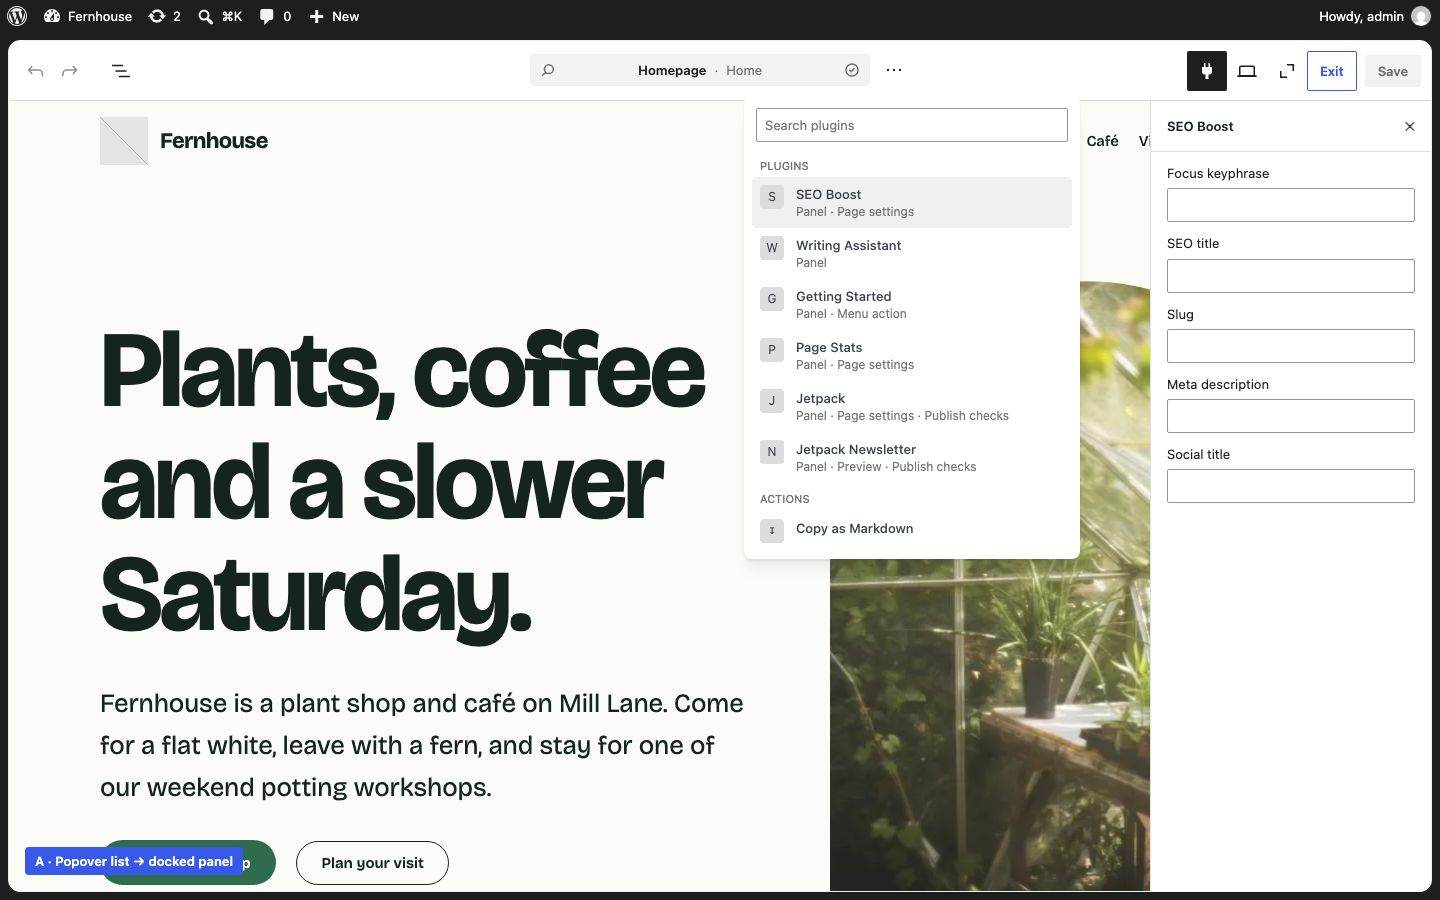 Fernhouse
2
⌘K
0
New
Howdy, admin
Homepage · Home
Exit
Save
Fernhouse
Café
Search plugins
PLUGINS
S
SEO Boost
Panel · Page settings
W
Writing Assistant
Panel
G
Getting Started
Panel · Menu action
P
Page Stats
Panel · Page settings
J
Jetpack
Panel · Page settings · Publish checks
N
Jetpack Newsletter
Panel · Preview · Publish checks
ACTIONS
Copy as Markdown
SEO Boost
Focus keyphrase
SEO title
Slug
Meta description
Social title
Plants, coffee
and a slower
Saturday.
Fernhouse is a plant shop and café on Mill Lane. Come
for a flat white, leave with a fern, and stay for one of
our weekend potting workshops.
A · Popover list → docked panel
Plan your visit